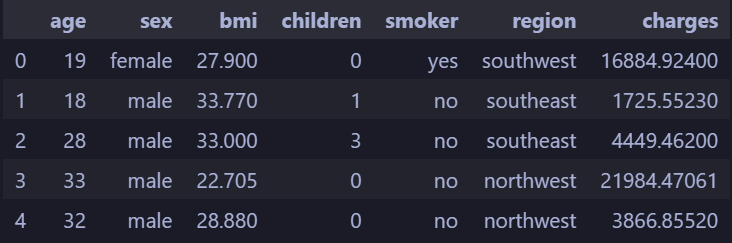 age sex bmi children smoker region charges
0 19 female 27.900 0 yes southwest 16884.92400
1 18 male 33.770 1 no southeast 1725.55230
2 28 male 33.000 3 no southeast 4449.46200
3 33 male 22.705 0 no northwest 21984.47061
4 32 male 28.880 0 no northwest 3866.85520